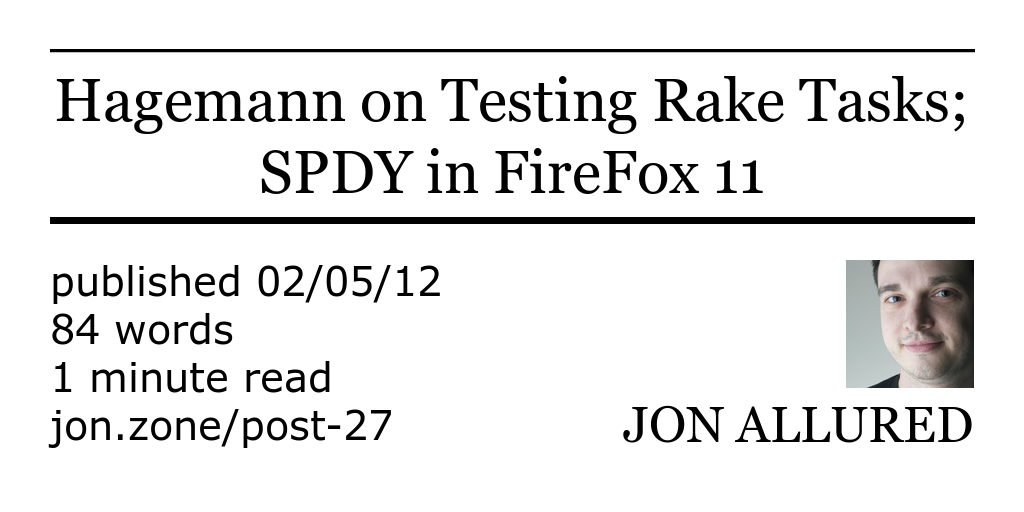 Hagemann on Testing Rake Tasks;
SPDY in FireFox 11
published 02/05/12
84 words
1 minute read
jon.zone/post-27
JON ALLURED